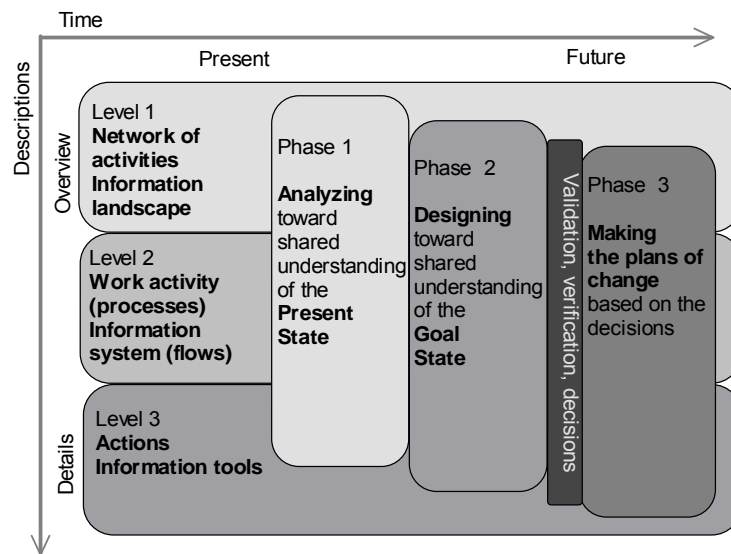 Time
Present
Future
Descriptions
Overview
Details
Level 1
Network of
activities
Information
landscape
Level 2
Work activity
(processes)
Information
system (flows)
Level 3
Actions
Information tools
Phase 1
Analyzing
toward
shared
understanding
of the
Present
State
Phase 2
Designing
toward
shared
understanding
of the
Goal
State
Validation, verification, decisions
Phase 3
Making
the plans of
change
based on the
decisions